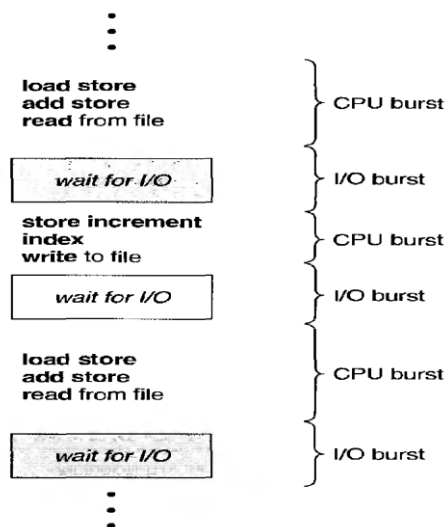 load store
add store
read from file
CPU burst
wait for I/O
I/O burst
store increment
index
write to file
CPU burst
wait for I/O
I/O burst
load store
add store
read from file
CPU burst
wait for I/O
I/O burst